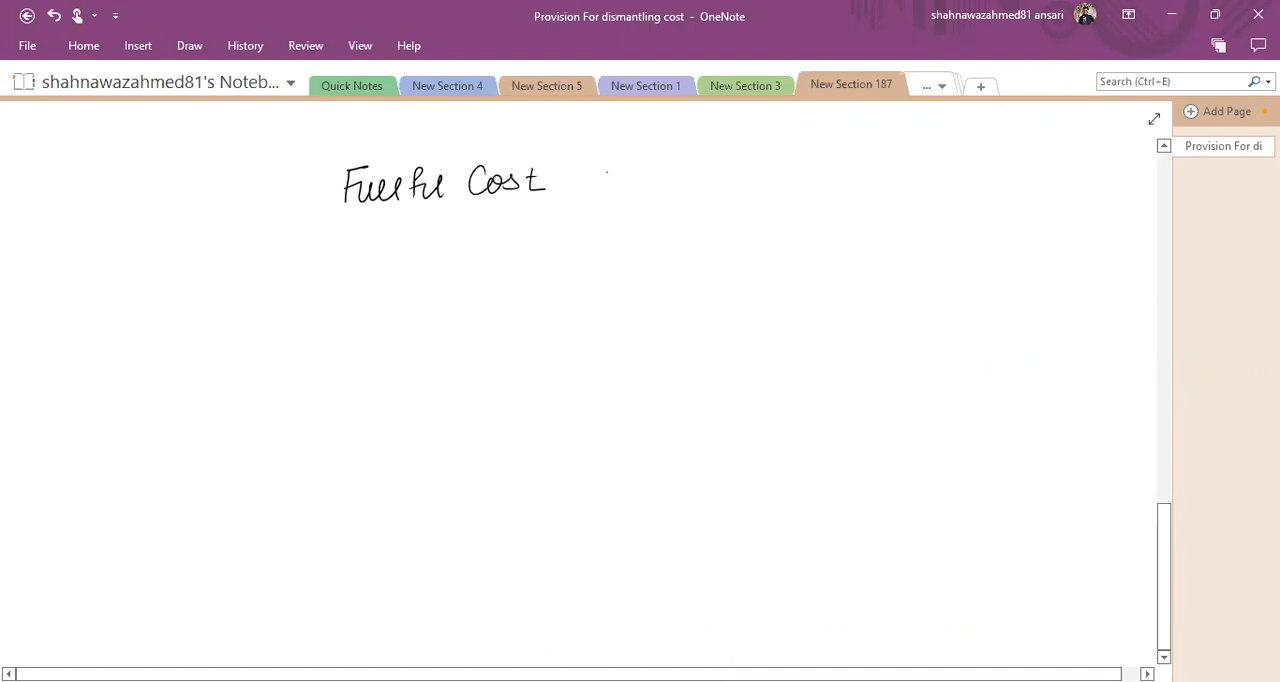 Provision For dismantling cost - OneNote
shahnawazahmed81 ansari
File Home Insert Draw History Review View Help
shahnawazahmed81's Noteb... Quick Notes New Section 4 New Section 5 New Section 1 New Section 3 New Section 187 ... + Search (Ctrl+E)
Add Page
Provision For di
Cost